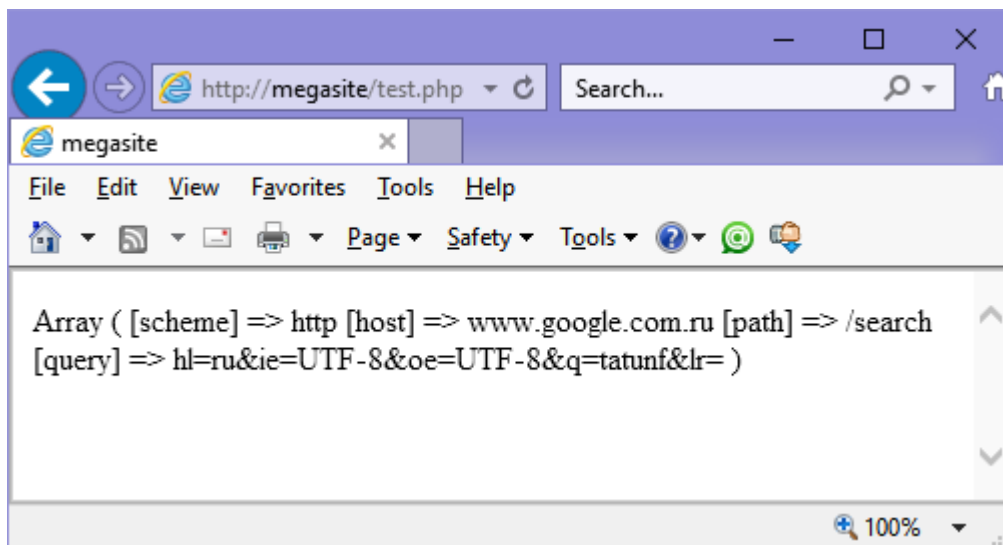 http://megasite/test.php
Search...
megasite
File Edit View Favorites Tools Help
Page Safety Tools
Array ( [scheme] => http [host] => www.google.com.ru [path] => /search
[query] => hl=ru&ie=UTF-8&oe=UTF-8&q=tatunf&lr= )
100%